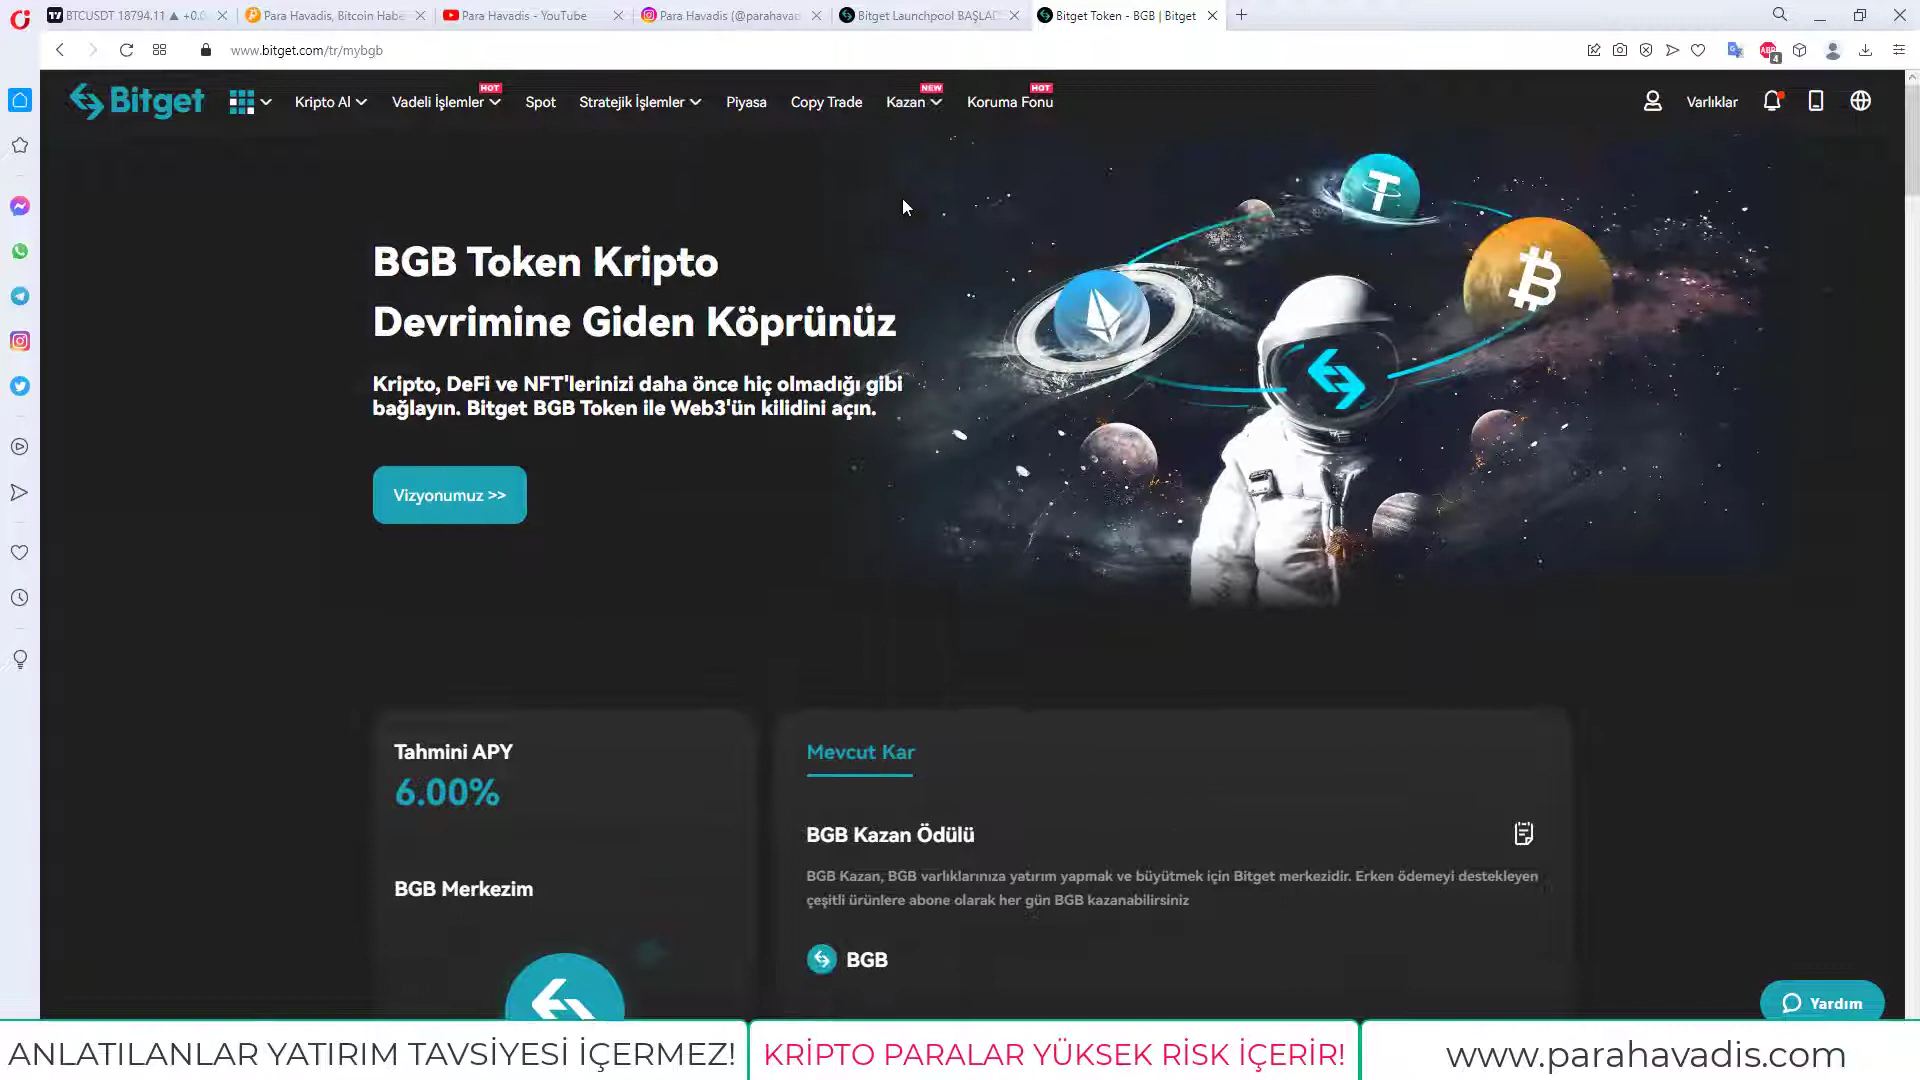 BTCUSDT 18794.11 ▲ +0.0
Para Havadis, Bitcoin Habe
Para Havadis - YouTube
Para Havadis (@parahavad
Bitget Launchpool BAŞLAD
Bitget Token - BGB | Bitget
www.bitget.com/tr/mybgb
ABP
4
Bitget
Kripto Al
Vadeli İşlemler
HOT
Spot
Stratejik İşlemler
Piyasa
Copy Trade
Kazan
NEW
Koruma Fonu
HOT
Varlıklar
BGB Token Kripto
Devrimine Giden Köprünüz
Kripto, DeFi ve NFT'lerinizi daha önce hiç olmadığı gibi
bağlayın. Bitget BGB Token ile Web3'ün kilidini açın.
Vizyonumuz >>
Tahmini APY
6.00%
BGB Merkezim
Mevcut Kar
BGB Kazan Ödülü
BGB Kazan, BGB varlıklarınıza yatırım yapmak ve büyütmek için Bitget merkezidir. Erken ödemeyi destekleyen
çeşitli ürünlere abone olarak her gün BGB kazanabilirsiniz
BGB
Yardım
ANLATILANLAR YATIRIM TAVSİYESİ İÇERMEZ!
KRİPTO PARALAR YÜKSEK RİSK İÇERİR!
www.parahavadis.com